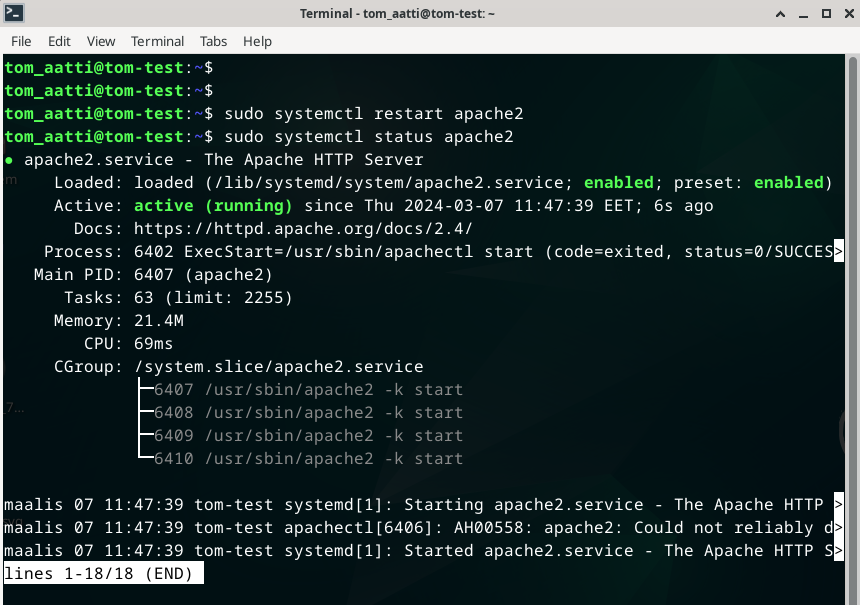 Terminal - tom_aatti@tom-test: ~
File Edit View Terminal Tabs Help
tom_aatti@tom-test:~$
tom_aatti@tom-test:~$
tom_aatti@tom-test:~$ sudo systemctl restart apache2
tom_aatti@tom-test:~$ sudo systemctl status apache2
● apache2.service - The Apache HTTP Server
Loaded: loaded (/lib/systemd/system/apache2.service; enabled; preset: enabled)
Active: active (running) since Thu 2024-03-07 11:47:39 EET; 6s ago
Docs: https://httpd.apache.org/docs/2.4/
Process: 6402 ExecStart=/usr/sbin/apachectl start (code=exited, status=0/SUCCES>
Main PID: 6407 (apache2)
Tasks: 63 (limit: 2255)
Memory: 21.4M
CPU: 69ms
CGroup: /system.slice/apache2.service
├─6407 /usr/sbin/apache2 -k start
├─6408 /usr/sbin/apache2 -k start
├─6409 /usr/sbin/apache2 -k start
└─6410 /usr/sbin/apache2 -k start
maalis 07 11:47:39 tom-test systemd[1]: Starting apache2.service - The Apache HTTP >
maalis 07 11:47:39 tom-test apachectl[6406]: AH00558: apache2: Could not reliably d>
maalis 07 11:47:39 tom-test systemd[1]: Started apache2.service - The Apache HTTP S>
lines 1-18/18 (END)